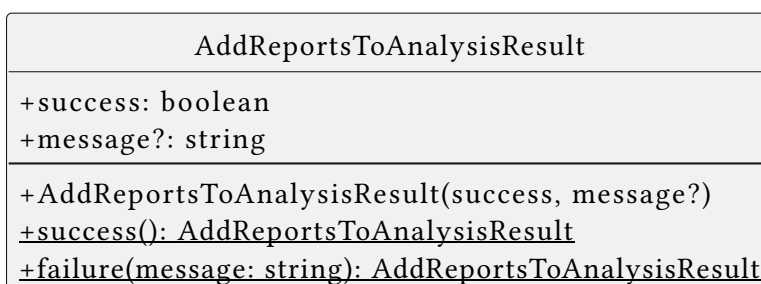 AddReportsToAnalysisResult
+success: boolean
+message?: string
+AddReportsToAnalysisResult(success, message?)
+success(): AddReportsToAnalysisResult
+failure(message: string): AddReportsToAnalysisResult